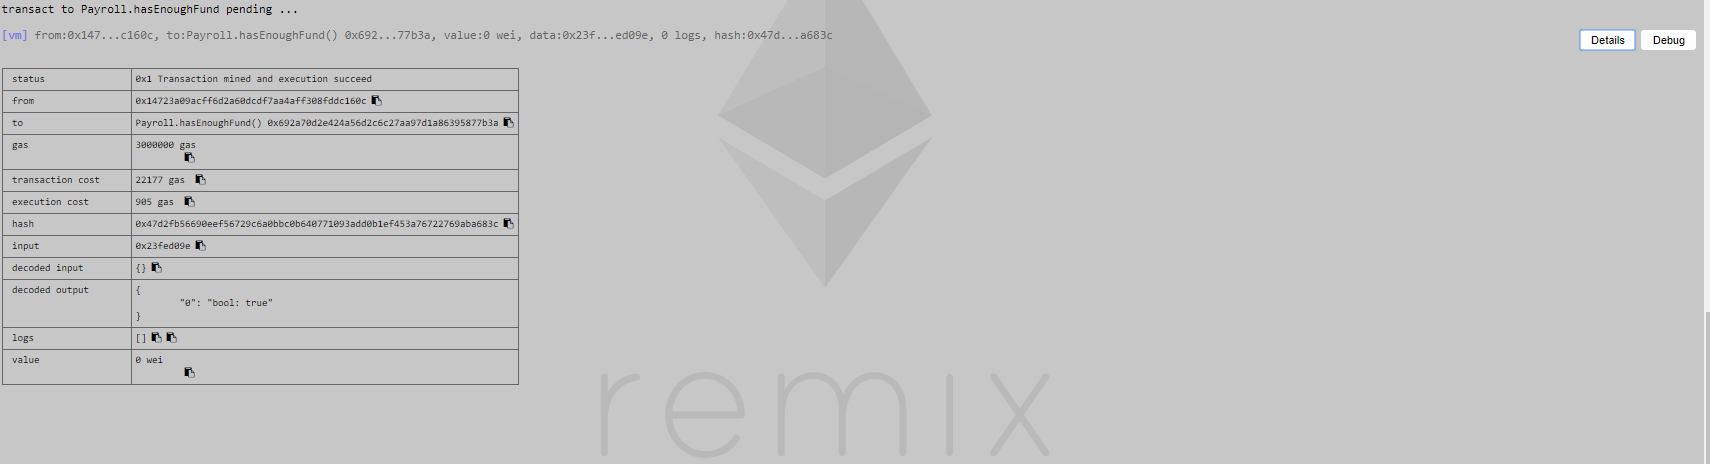 transact to Payroll.hasEnoughFund pending ...
[vm] from:0x147...c160c, to:Payroll.hasEnoughFund() 0x692...77b3a, value:0 wei, data:0x23f...ed09e, 0 logs, hash:0x47d...a683c
Details Debug
status 0x1 Transaction mined and execution succeed
from 0x14723a09acff6d2a60dcdf7aa4aff308fddc160c
to Payroll.hasEnoughFund() 0x692a70d2e424a56d2c6c27aa97d1a86395877b3a
gas 3000000 gas
transaction cost 22177 gas
execution cost 905 gas
hash 0x47d2fb56690eef56729c6a0bbc0b640771093add0b1ef453a76722769aba683c
input 0x23fed09e
decoded input {}
decoded output {
"0": "bool: true"
}
logs []
value 0 wei
remix